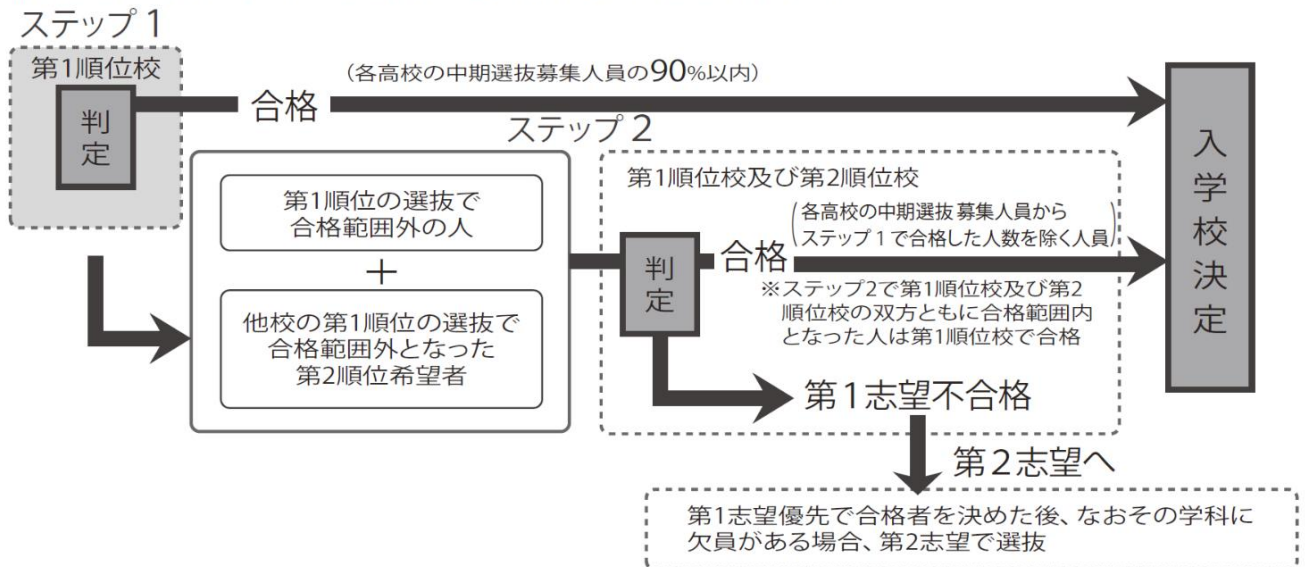 ステップ1
第1順位校
判
定
合格
(各高校の中期選抜募集人員の90%以内)
ステップ2
第1順位の選抜で
合格範囲外の人
+
他校の第1順位の選抜で
合格範囲外となった
第2順位希望者
第1順位校及び第2順位校
判
定
合格
(各高校の中期選抜募集人員から
ステップ1で合格した人数を除く人員)
※ステップ2で第1順位校及び第2
順位校の双方ともに合格範囲内
となった人は第1順位校で合格
第1志望不合格
第2志望へ
第1志望優先で合格者を決めた後、なおその学科に
欠員がある場合、第2志望で選抜
入
学
校
決
定